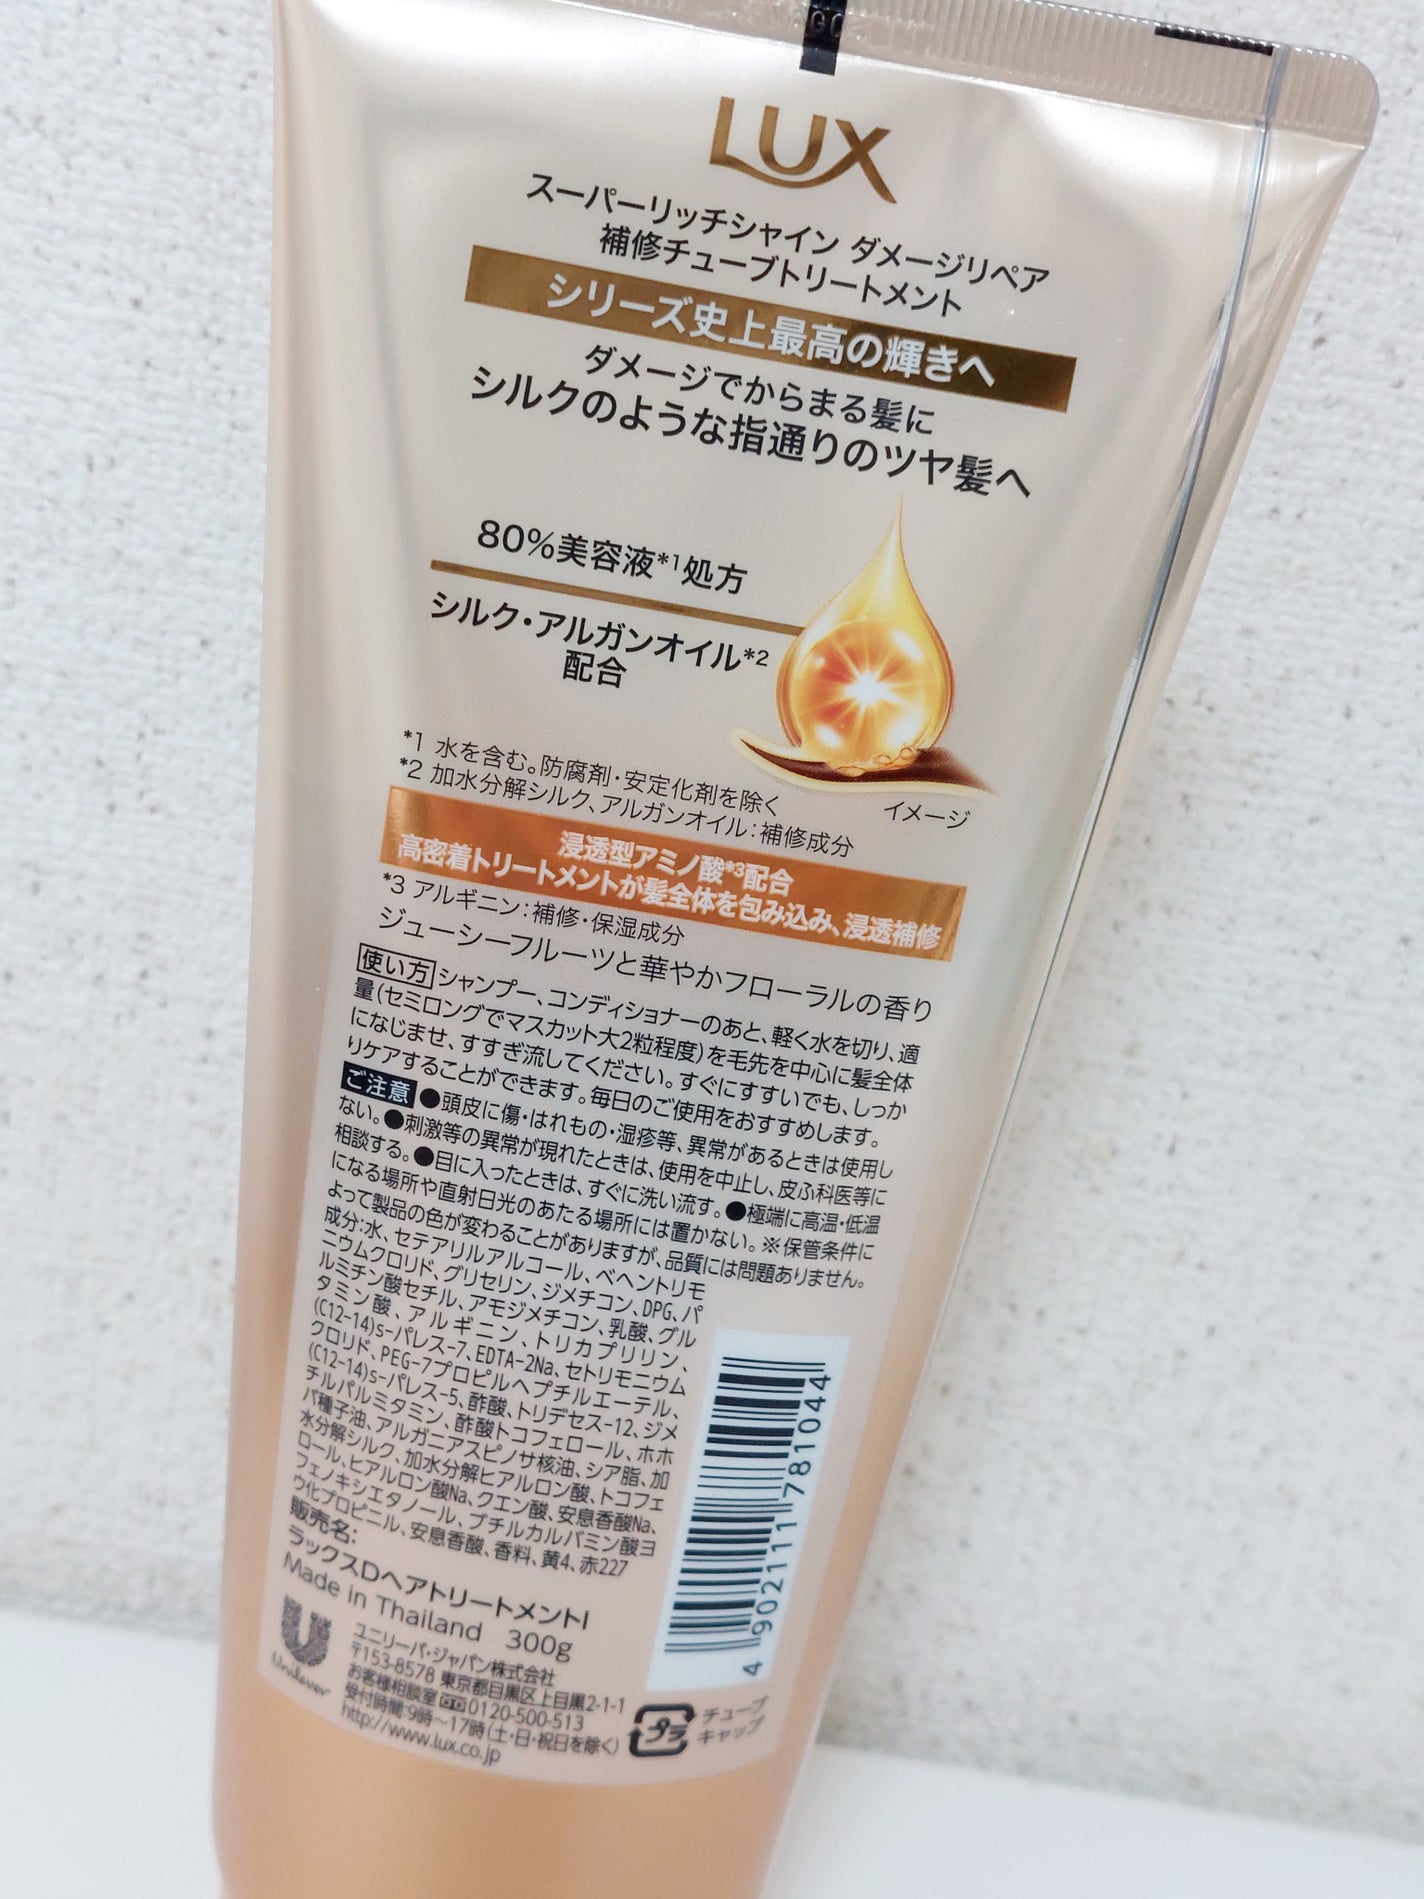 LUX
スーパーリッチシャイン ダメージリペア
補修チューブトリートメント
シリーズ史上最高の輝きへ
ダメージでからまる髪に
シルクのような指通りのツヤ髪へ
80%美容液*1処方
シルク・アルガンオイル*2
配合
イメージ
*1 水を含む。防腐剤・安定化剤を除く
*2 加水分解シルク、アルガンオイル：補修成分
浸透型アミノ酸*3配合
高密着トリートメントが髪全体を包み込み、浸透補修
*3 アルギニン：補修・保湿成分
ジューシーフルーツと華やかフローラルの香り
使い方 シャンプー、コンディショナーのあと、軽く水を切り、適
量(セミロングでマスカット大2粒程度)を毛先を中心に髪全体
になじませ、すすぎ流してください。すぐにすすいでも、しっか
りケアすることができます。毎日のご使用をおすすめします。
ご注意 ●頭皮に傷・はれもの・湿疹等、異常があるときは使用し
ない。●刺激等の異常が現れたときは、使用を中止し、皮ふ科医等に
相談する。●目に入ったときは、すぐに洗い流す。●極端に高温・低温
になる場所や直射日光のあたる場所には置かない。※保管条件に
よって製品の色が変わることがありますが、品質には問題ありません。
成分:水、セテアリルアルコール、ベヘントリモ
ニウムクロリド、グリセリン、ジメチコン、DPG、パ
ルミチン酸セチル、アモジメチコン、乳酸、グル
タミン酸、アルギニン、トリカプリリン、
(C12-14)s-パレス-7、EDTA-2Na、セトリモニウム
クロリド、PEG-7プロピルヘプチルエーテル、
(C12-14)s-パレス-5、酢酸、トリデセス-12、ジメ
チルパルミタミン、酢酸トコフェロール、ホホ
バ種子油、アルガニアスピノサ核油、シア脂、加
水分解シルク、加水分解ヒアルロン酸、トコフェ
ロール、ヒアルロン酸Na、クエン酸、安息香酸Na、
フェノキシエタノール、ブチルカルバミン酸ヨ
ウ化プロピニル、安息香酸、香料、黄4、赤227
販売名:
ラックスDヘアトリートメントI
Made in Thailand 300g
Unilever
ユニリーバ・ジャパン株式会社
〒153-8578 東京都目黒区上目黒2-1-1
お客様相談室 0120-500-513
受付時間:9時～17時(土・日・祝日を除く)
http://www.lux.co.jp
プラ
チューブ
キャップ
4 902111 781044